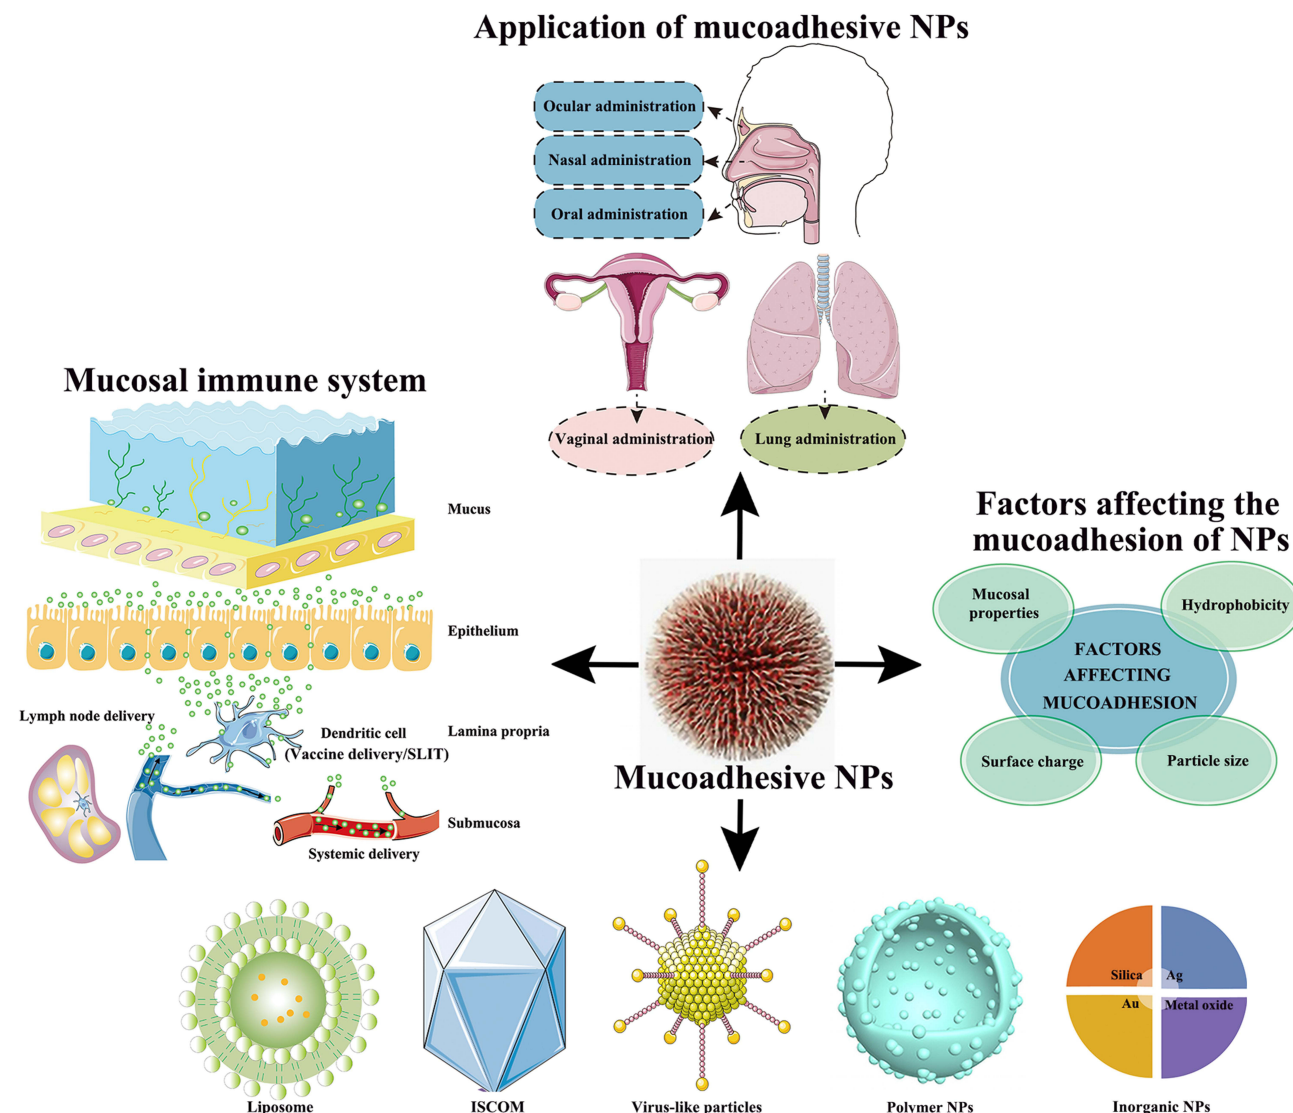 Application of mucoadhesive NPs
Ocular administration
Nasal administration
Oral administration
Vaginal administration
Lung administration
Mucosal immune system
Mucus
Epithelium
Lymph node delivery
Dendritic cell
(Vaccine delivery/SLIT)
Lamina propria
Submucosa
Systemic delivery
Mucoadhesive NPs
Factors affecting the
mucoadhesion of NPs
Mucosal
properties
Hydrophobicity
FACTORS
AFFECTING
MUCOADHESION
Surface charge
Particle size
Liposome
ISCOM
Virus-like particles
Polymer NPs
Silica
Ag
Au
Metal oxide
Inorganic NPs